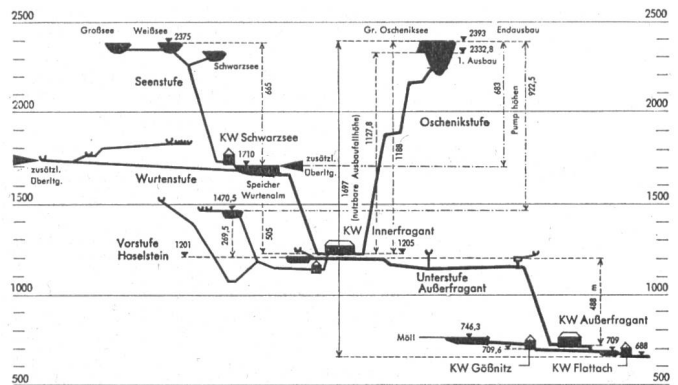 2500
2500
Großsee
Weißsee
2375
Schwarzsee
Gr. Oscheniksee
2393
Endausbau
2332,8
1. Ausbau
Seenstufe
665
683
922,5
Pump höhen
Oschenikstufe
2000
2000
KW Schwarzsee
1710
zusätzl.
Überltg.
zusätzl.
Überltg.
Wurtenstufe
Speicher
Wurtenalm
1697
(nutzbare Ausbaufallhöhe)
1127,8
1188
1500
1500
1470,5
269,5
505
Vorstufe
Haselstein
1201
KW Innerfragant
1205
Unterstufe
Außerfragant
488 m
1000
1000
KW Außerfragant
Möll
746,3
709,6
709
688
KW Gößnitz
KW Flattach
500
500